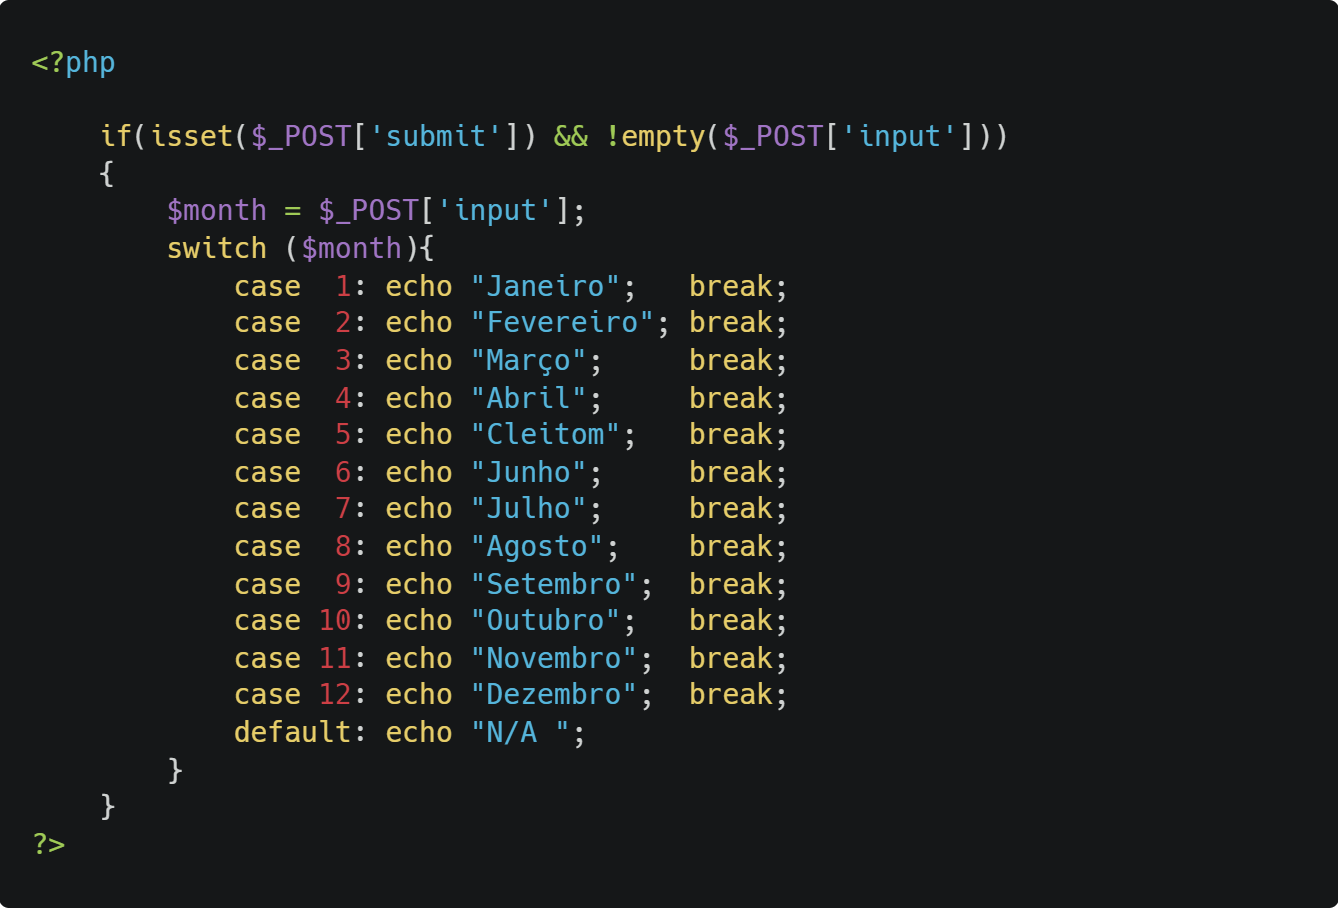 <?php
if(isset($_POST['submit']) && !empty($_POST['input']))
{
$month = $_POST['input'];
switch ($month){
case  1: echo "Janeiro";   break;
case  2: echo "Fevereiro"; break;
case  3: echo "Março";     break;
case  4: echo "Abril";     break;
case  5: echo "Cleitom";   break;
case  6: echo "Junho";     break;
case  7: echo "Julho";     break;
case  8: echo "Agosto";    break;
case  9: echo "Setembro";  break;
case 10: echo "Outubro";   break;
case 11: echo "Novembro";  break;
case 12: echo "Dezembro";  break;
default: echo "N/A ";
}
}
?>